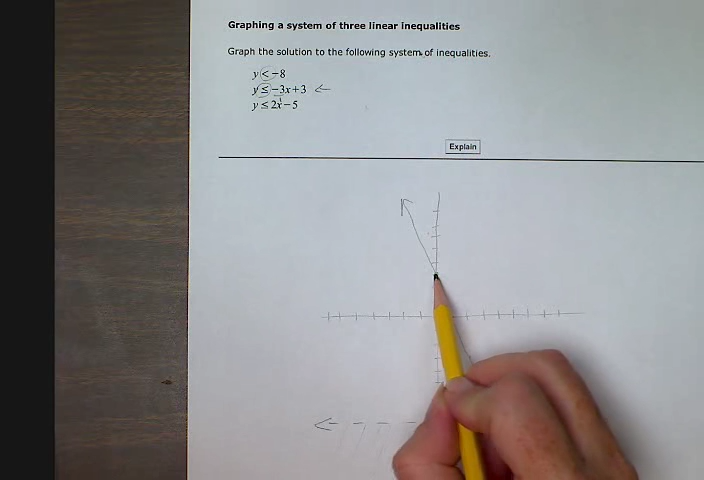 Graphing a system of three linear inequalities
Graph the solution to the following system of inequalities.
y < −8
y ≤ −3x+3 ←
y ≤ 2x−5
Explain